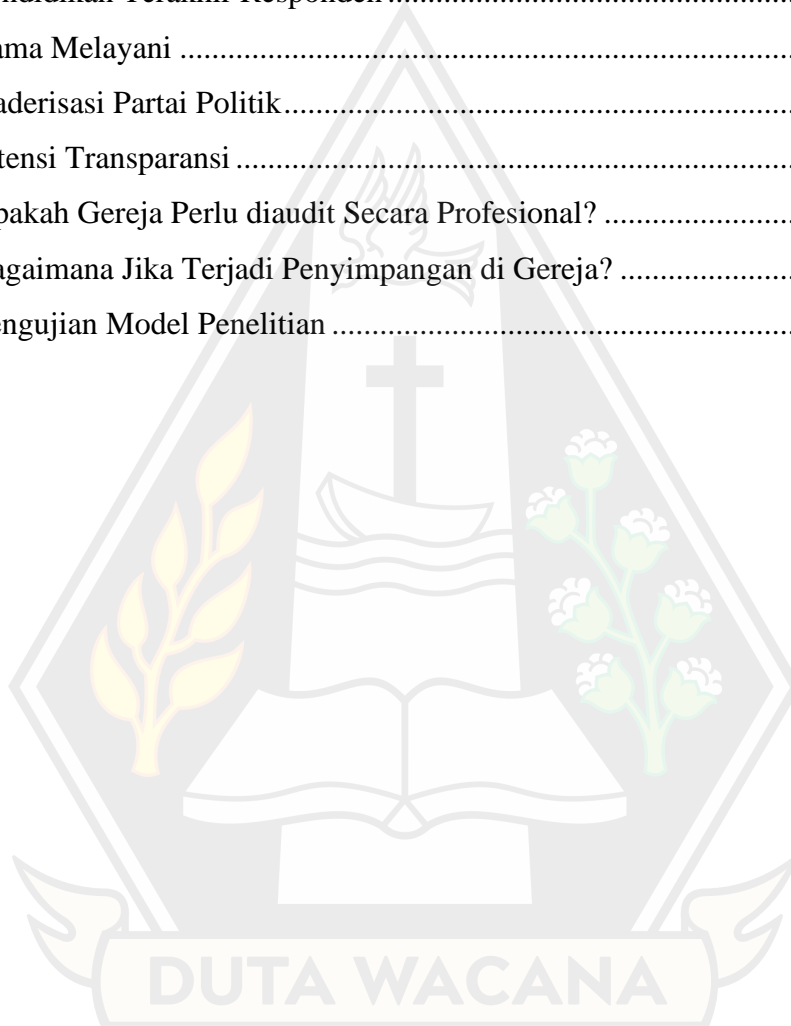 ndidikan Terakhir Responden ..................................................
ama Melayani ............................................................................
aderisasi Partai Politik...............................................................
tensi Transparansi .....................................................................
pakah Gereja Perlu diaudit Secara Profesional? .......................
agaimana Jika Terjadi Penyimpangan di Gereja? .....................
engujian Model Penelitian .........................................................
DUTA WACANA